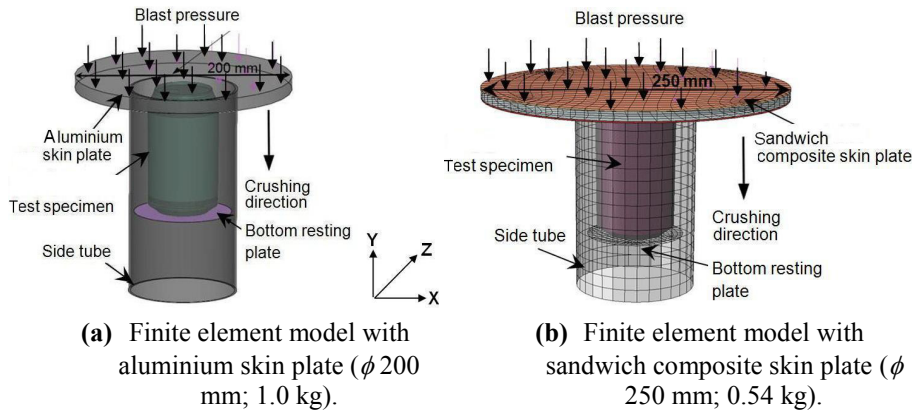 Blast pressure
200 mm
Aluminium
skin plate
Test specimen
Crushing
direction
Bottom resting
plate
Side tube
Y
Z
X
(a) Finite element model with
aluminium skin plate (ϕ 200
mm; 1.0 kg).
Blast pressure
250 mm
Sandwich
composite skin plate
Test specimen
Crushing
direction
Side tube
Bottom resting
plate
(b) Finite element model with
sandwich composite skin plate (ϕ
250 mm; 0.54 kg).